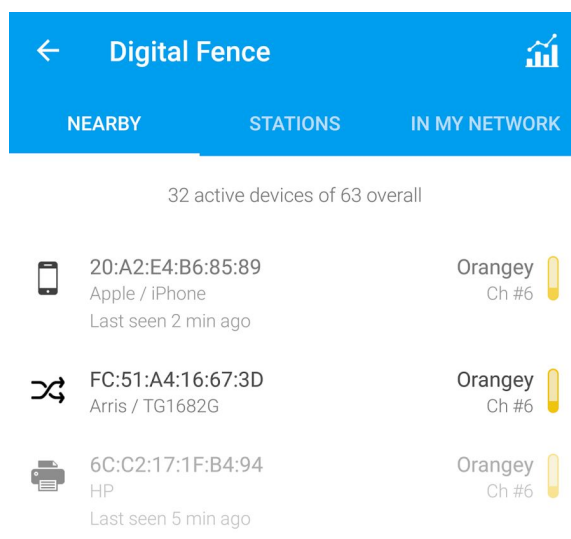 Digital Fence
NEARBY STATIONS IN MY NETWORK
32 active devices of 63 overall
20:A2:E4:B6:85:89 Orangey
Apple / iPhone Ch #6
Last seen 2 min ago
FC:51:A4:16:67:3D Orangey
Arris / TG1682G Ch #6
6C:C2:17:1F:B4:94 Orangey
HP Ch #6
Last seen 5 min ago